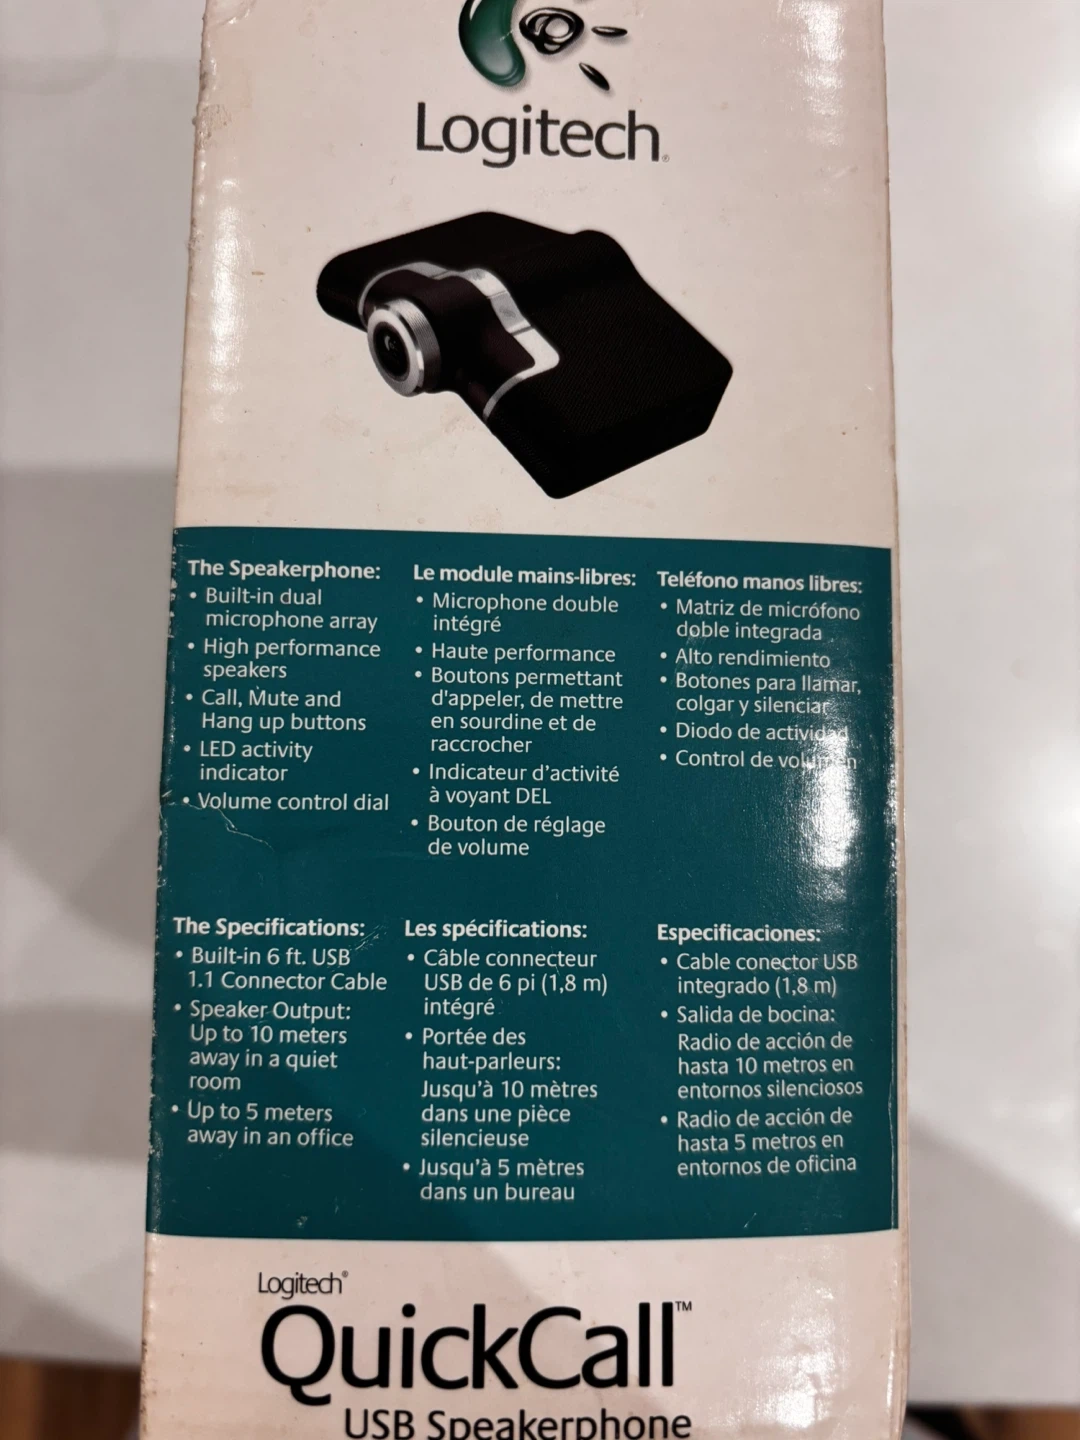 Logitech®
The Speakerphone:
• Built-in dual
microphone array
• High performance
speakers
• Call, Mute and
Hang up buttons
• LED activity
indicator
• Volume control dial
Le module mains-libres:
• Microphone double
intégré
• Haute performance
• Boutons permettant
d'appeler, de mettre
en sourdine et de
raccrocher
• Indicateur d'activité
à voyant DEL
• Bouton de réglage
de volume
Teléfono manos libres:
• Matriz de micrófono
doble integrada
• Alto rendimiento
• Botones para llamar,
colgar y silenciar
• Diodo de actividad
• Control de volumen
The Specifications:
• Built-in 6 ft. USB
1.1 Connector Cable
• Speaker Output:
Up to 10 meters
away in a quiet
room
• Up to 5 meters
away in an office
Les spécifications:
• Câble connecteur
USB de 6 pi (1,8 m)
intégré
• Portée des
haut-parleurs:
Jusqu'à 10 mètres
dans une pièce
silencieuse
• Jusqu'à 5 mètres
dans un bureau
Especificaciones:
• Cable conector USB
integrado (1,8 m)
• Salida de bocina:
Radio de acción de
hasta 10 metros en
entornos silenciosos
• Radio de acción de
hasta 5 metros en
entornos de oficina
Logitech®
QuickCall™
USB Speakerphone